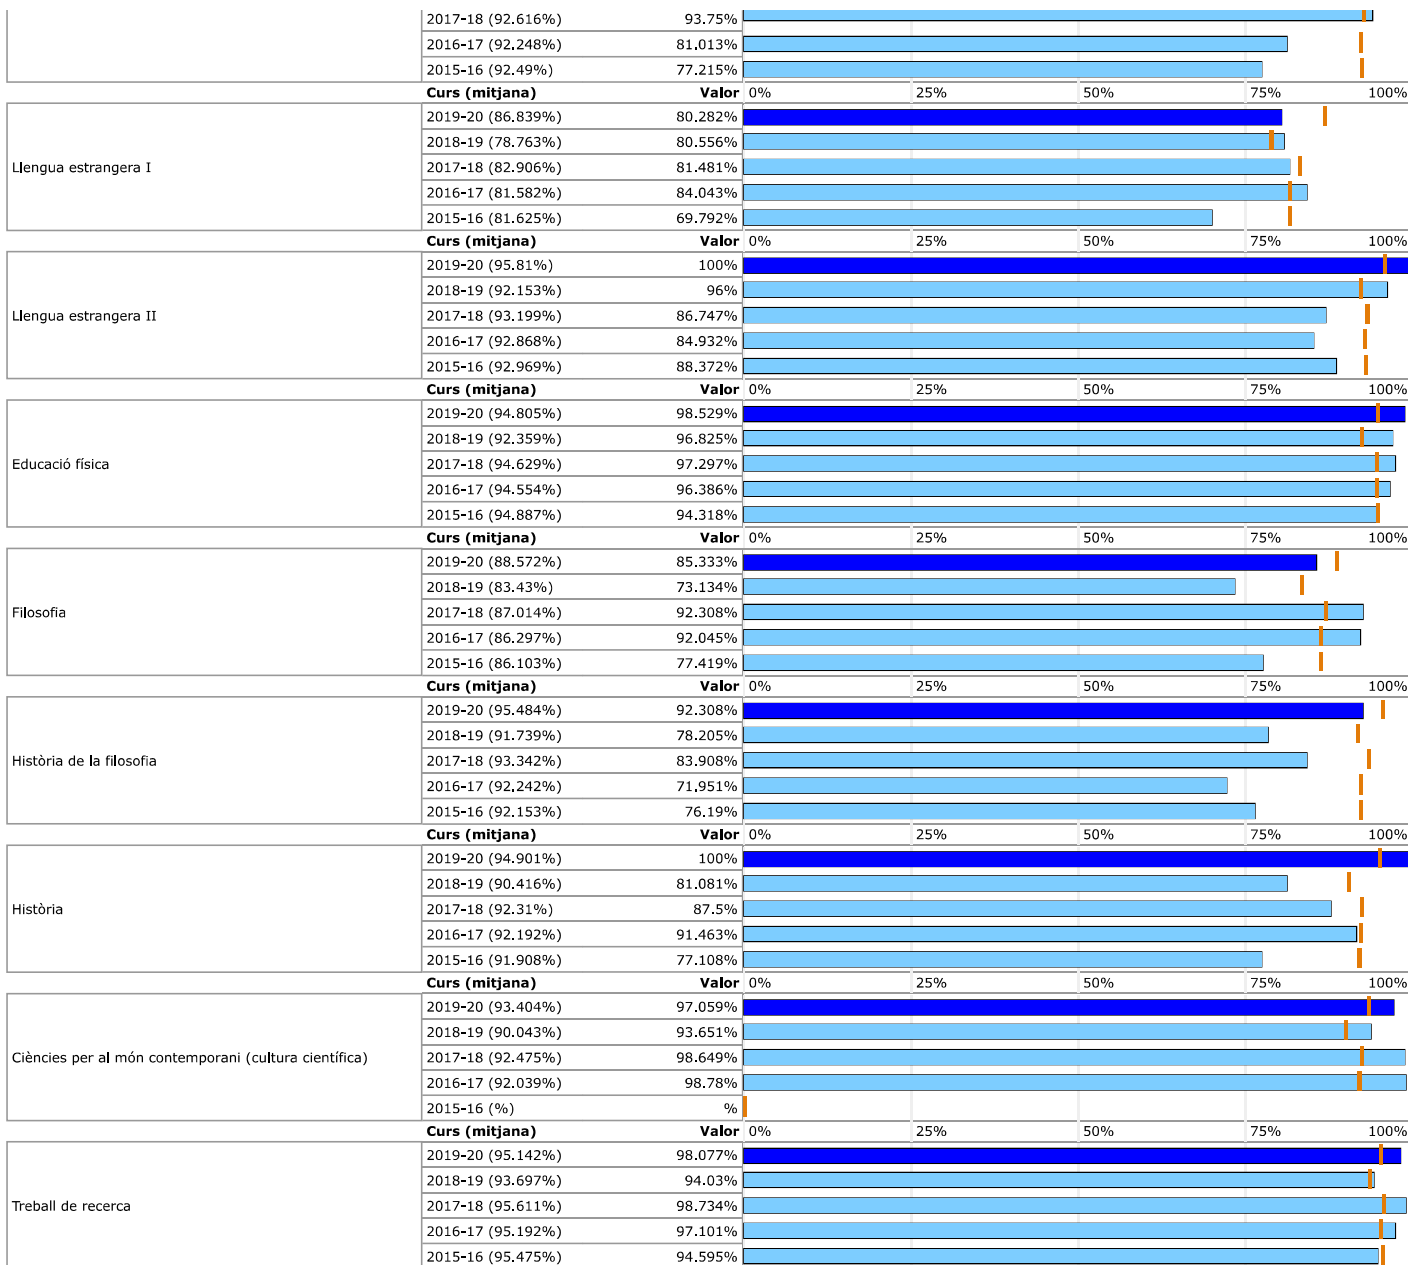 2017-18 (92.616%) 93.75%
2016-17 (92.248%) 81.013%
2015-16 (92.49%) 77.215%
Curs (mitjana) Valor 0% 25% 50% 75% 100%
Llengua estrangera I
2019-20 (86.839%) 80.282%
2018-19 (78.763%) 80.556%
2017-18 (82.906%) 81.481%
2016-17 (81.582%) 84.043%
2015-16 (81.625%) 69.792%
Curs (mitjana) Valor 0% 25% 50% 75% 100%
Llengua estrangera II
2019-20 (95.81%) 100%
2018-19 (92.153%) 96%
2017-18 (93.199%) 86.747%
2016-17 (92.868%) 84.932%
2015-16 (92.969%) 88.372%
Curs (mitjana) Valor 0% 25% 50% 75% 100%
Educació física
2019-20 (94.805%) 98.529%
2018-19 (92.359%) 96.825%
2017-18 (94.629%) 97.297%
2016-17 (94.554%) 96.386%
2015-16 (94.887%) 94.318%
Curs (mitjana) Valor 0% 25% 50% 75% 100%
Filosofia
2019-20 (88.572%) 85.333%
2018-19 (83.43%) 73.134%
2017-18 (87.014%) 92.308%
2016-17 (86.297%) 92.045%
2015-16 (86.103%) 77.419%
Curs (mitjana) Valor 0% 25% 50% 75% 100%
Història de la filosofia
2019-20 (95.484%) 92.308%
2018-19 (91.739%) 78.205%
2017-18 (93.342%) 83.908%
2016-17 (92.242%) 71.951%
2015-16 (92.153%) 76.19%
Curs (mitjana) Valor 0% 25% 50% 75% 100%
Història
2019-20 (94.901%) 100%
2018-19 (90.416%) 81.081%
2017-18 (92.31%) 87.5%
2016-17 (92.192%) 91.463%
2015-16 (91.908%) 77.108%
Curs (mitjana) Valor 0% 25% 50% 75% 100%
Ciències per al món contemporani (cultura científica)
2019-20 (93.404%) 97.059%
2018-19 (90.043%) 93.651%
2017-18 (92.475%) 98.649%
2016-17 (92.039%) 98.78%
2015-16 (%) %
Curs (mitjana) Valor 0% 25% 50% 75% 100%
Treball de recerca
2019-20 (95.142%) 98.077%
2018-19 (93.697%) 94.03%
2017-18 (95.611%) 98.734%
2016-17 (95.192%) 97.101%
2015-16 (95.475%) 94.595%